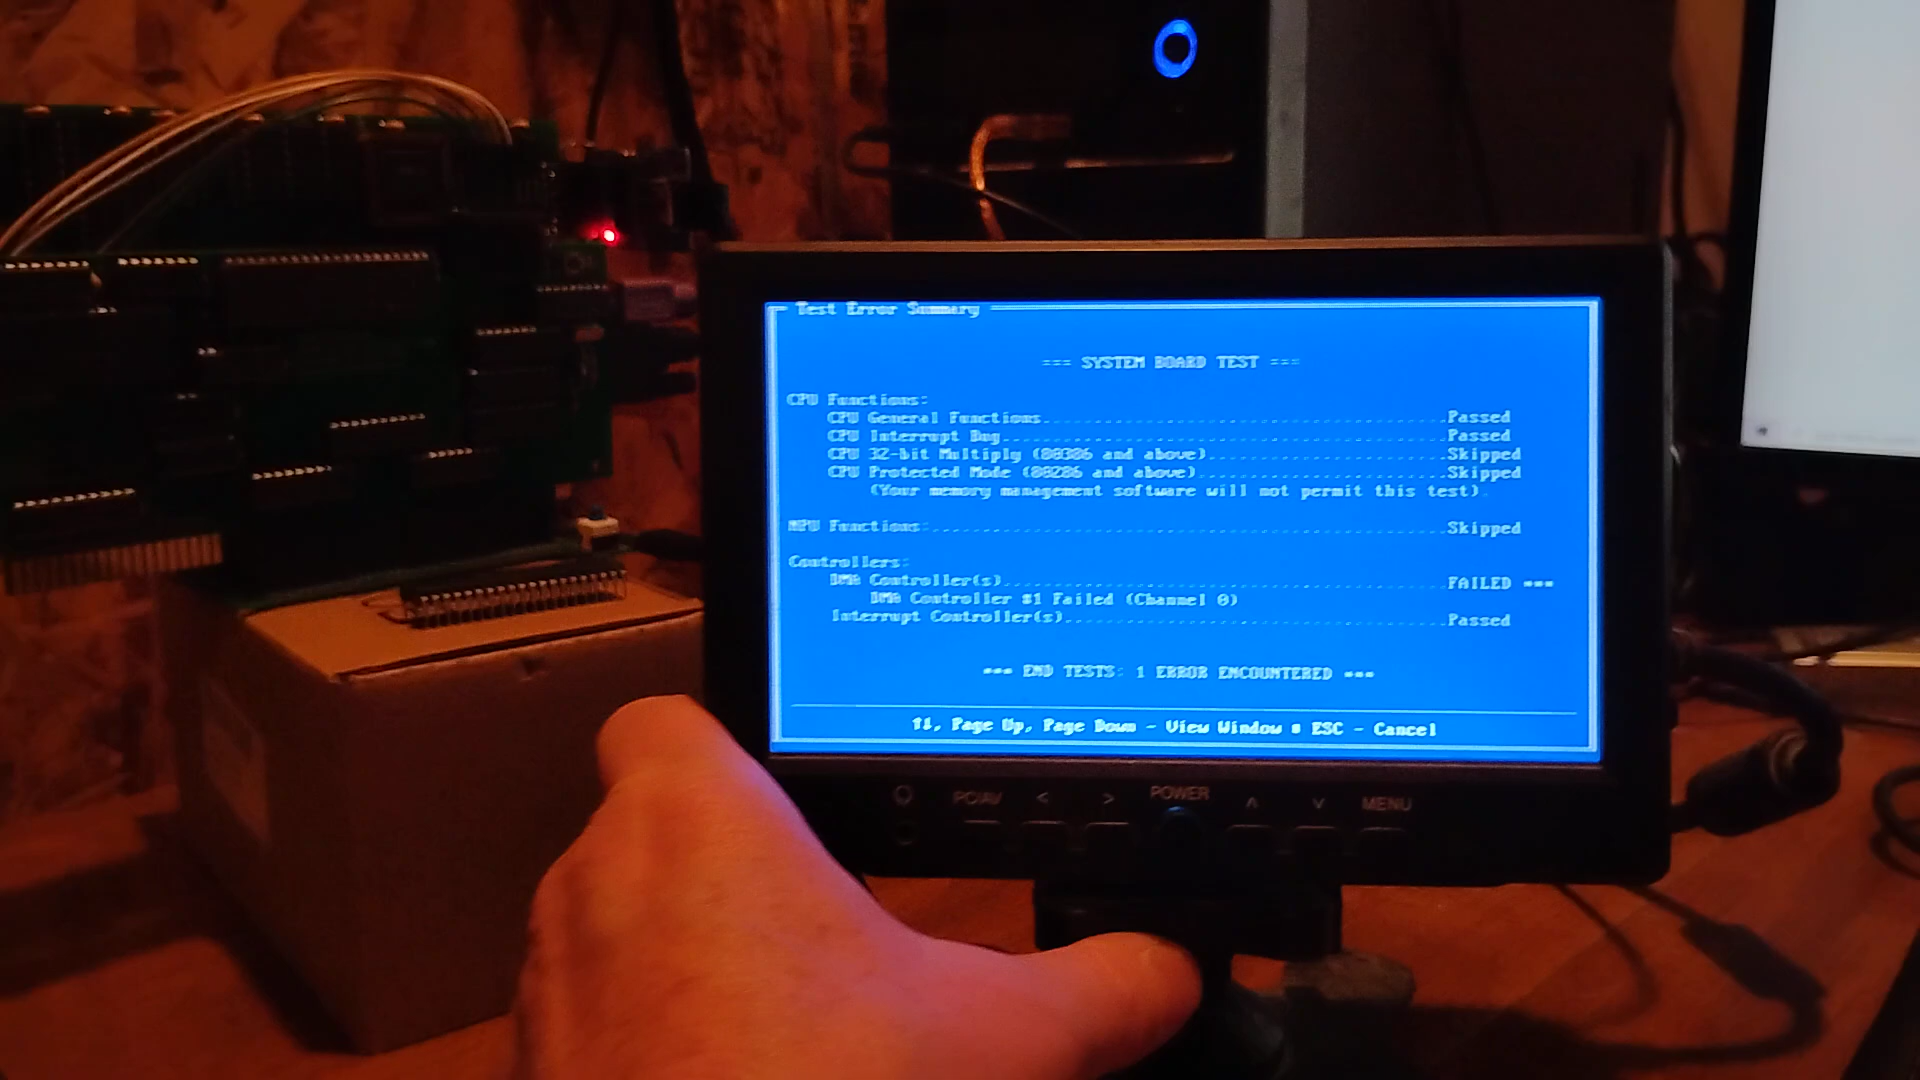 Test Error Summary
=== SYSTEM BOARD TEST ===
CPU Functions:
CPU General Functions........................................Passed
CPU Interrupt Bug............................................Passed
CPU 32-bit Multiply (80386 and above).......................Skipped
CPU Protected Mode (80286 and above)........................Skipped
(Your memory management software will not permit this test).
NPU Functions:..................................................Skipped
Controllers:
DMA Controller(s)............................................FAILED ***
DMA Controller #1 Failed (Channel 0)
Interrupt Controller(s)......................................Passed
*** END TESTS: 1 ERROR ENCOUNTERED ***
↑↓, Page Up, Page Down - View Window ■ ESC - Cancel
PC/AV < > POWER ∧ ∨ MENU